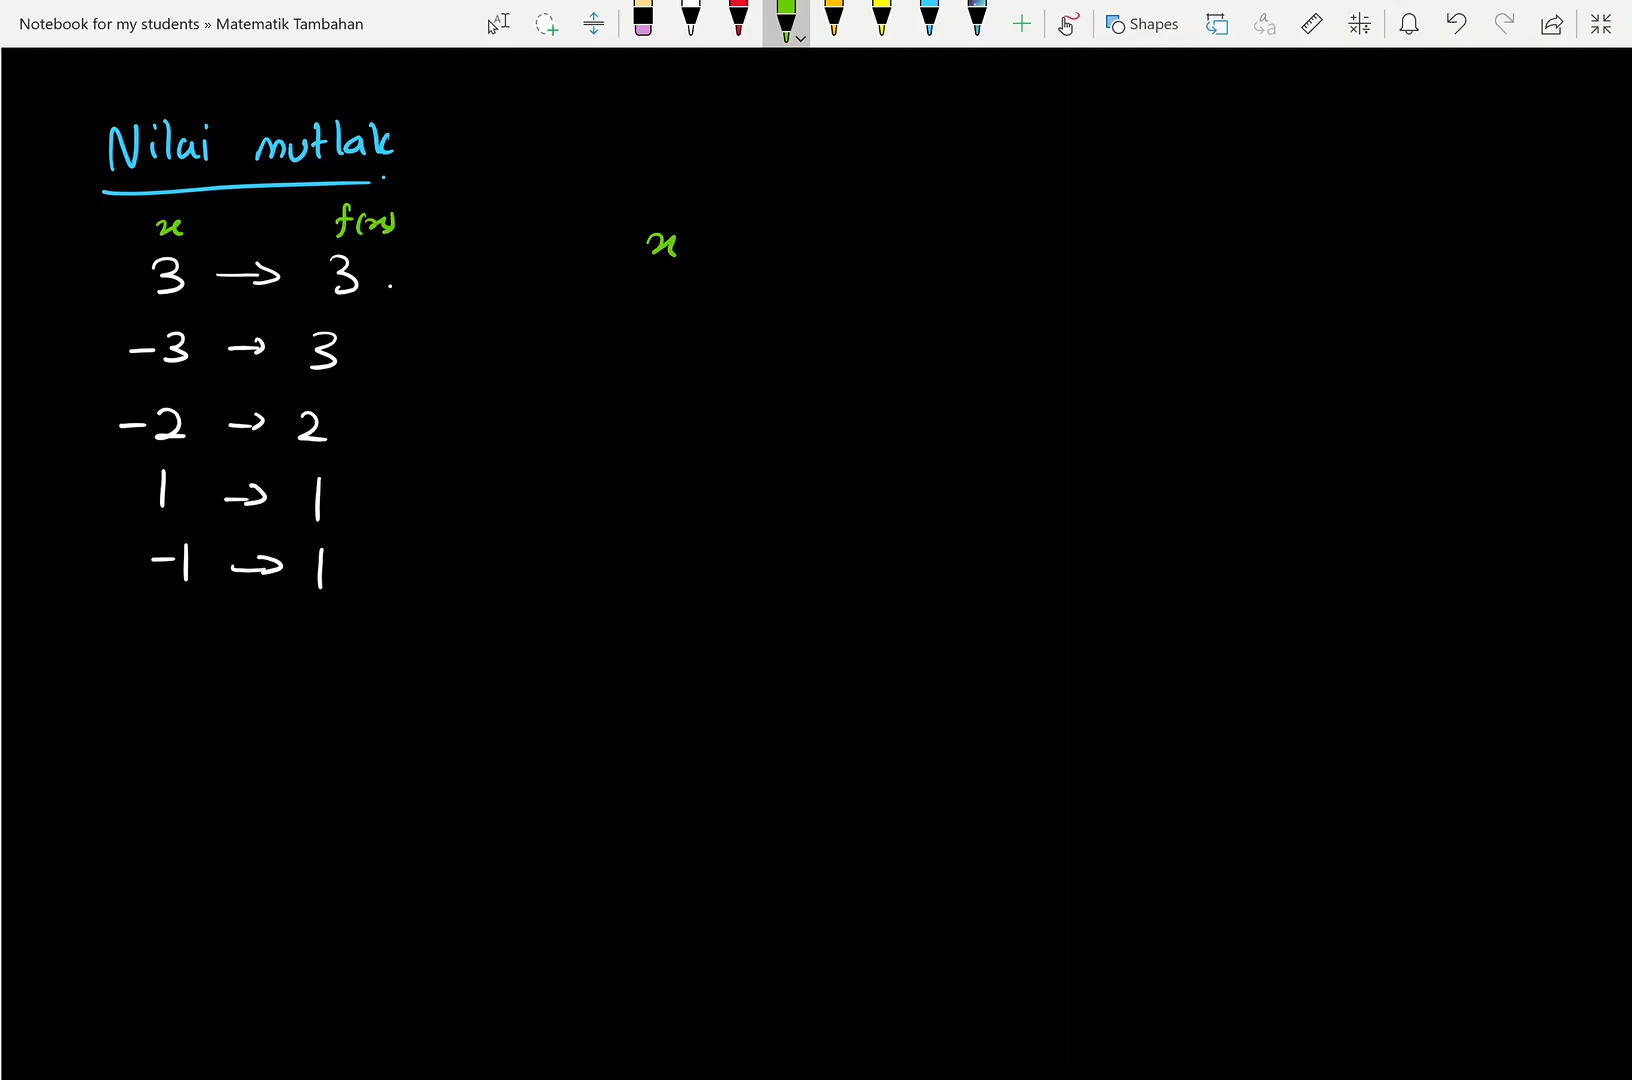 Notebook for my students » Matematik Tambahan
Shapes
Nilai mutlak
x f(x)
x
3 → 3
-3 → 3
-2 → 2
1 → 1
-1 → 1